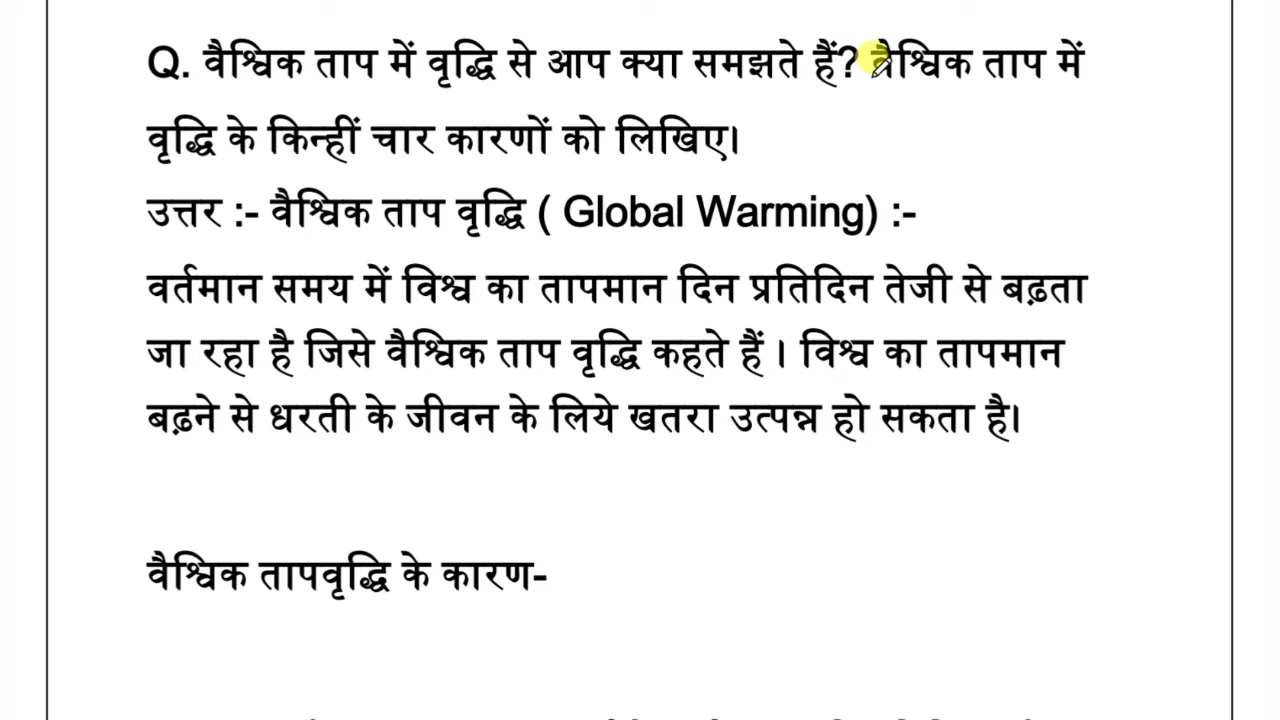 Q. वैश्विक ताप में वृद्धि से आप क्या समझते हैं? वैश्विक ताप में
वृद्धि के किन्हीं चार कारणों को लिखिए।
उत्तर :- वैश्विक ताप वृद्धि ( Global Warming) :-
वर्तमान समय में विश्व का तापमान दिन प्रतिदिन तेजी से बढ़ता
जा रहा है जिसे वैश्विक ताप वृद्धि कहते हैं । विश्व का तापमान
बढ़ने से धरती के जीवन के लिये खतरा उत्पन्न हो सकता है।
वैश्विक तापवृद्धि के कारण-